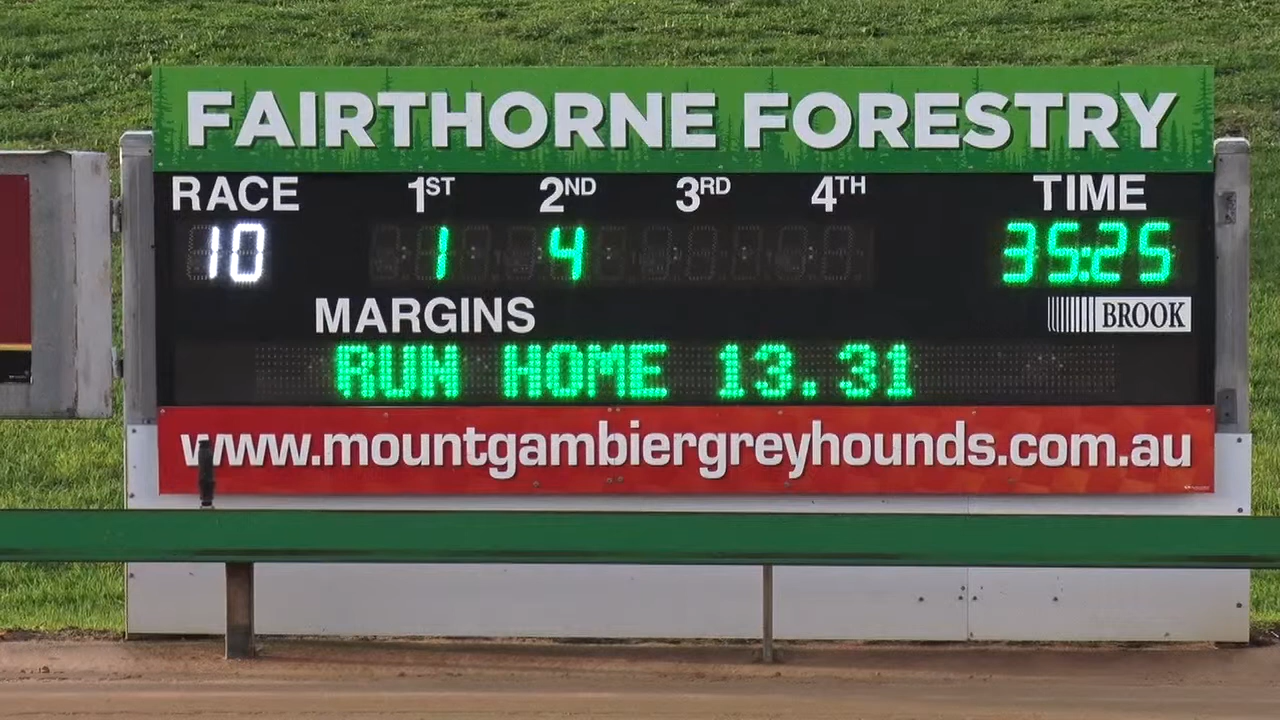 FAIRTHORNE FORESTRY
RACE 1ST 2ND 3RD 4TH TIME
10 1 4 35:25
MARGINS BROOK
RUN HOME 13.31
www.mountgambiergreyhounds.com.au